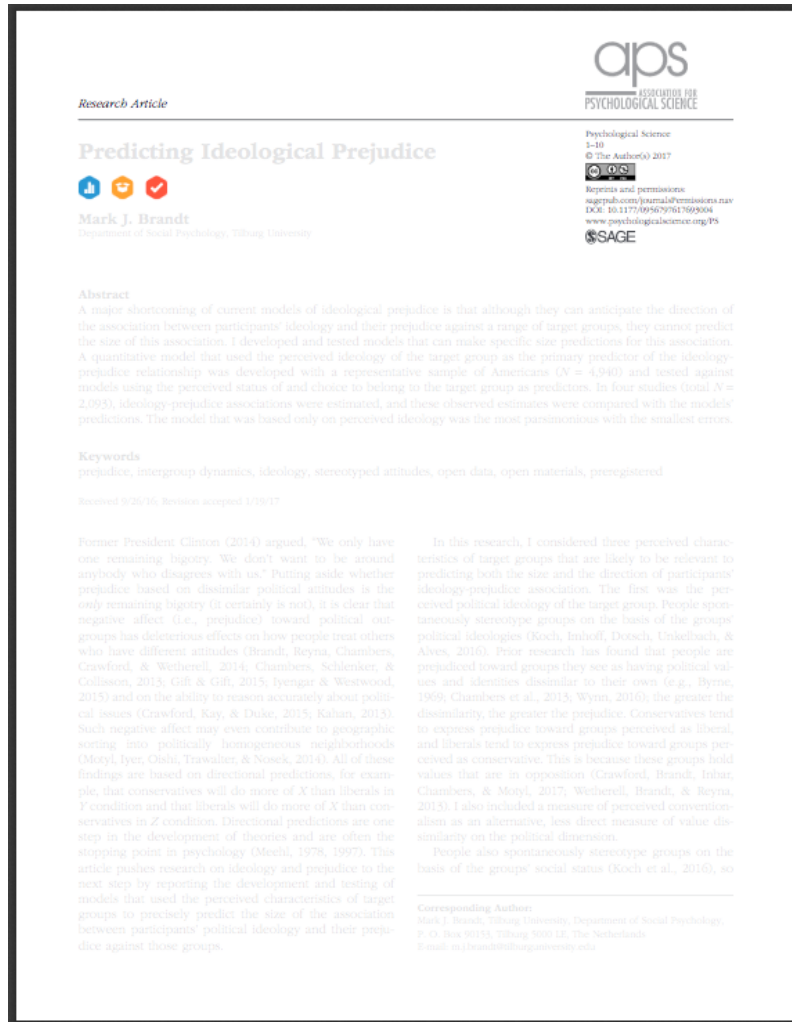 aps
ASSOCIATION FOR
PSYCHOLOGICAL SCIENCE
Research Article
Psychological Science
1–10
© The Author(s) 2017
Reprints and permissions:
sagepub.com/journalsPermissions.nav
DOI: 10.1177/0956797617693004
www.psychologicalscience.org/PS
SAGE
Predicting Ideological Prejudice
Mark J. Brandt
Department of Social Psychology, Tilburg University
Abstract
A major shortcoming of current models of ideological prejudice is that although they can anticipate the direction of
the association between participants' ideology and their prejudice against a range of target groups, they cannot predict
the size of this association. I developed and tested models that can make specific size predictions for this association.
A quantitative model that used the perceived ideology of the target group as the primary predictor of the ideology-
prejudice relationship was developed with a representative sample of Americans (N = 4,940) and tested against
models using the perceived status of and choice to belong to the target group as predictors. In four studies (total N =
2,093), ideology-prejudice associations were estimated, and these observed estimates were compared with the models'
predictions. The model that was based only on perceived ideology was the most parsimonious with the smallest errors.
Keywords
prejudice, intergroup dynamics, ideology, stereotyped attitudes, open data, open materials, preregistered
Received 9/20/16; Revision accepted 1/19/17
Former President Clinton (2014) argued, "We only have
one remaining bigotry. We don't want to be around
anybody who disagrees with us." Putting aside whether
prejudice based on dissimilar political attitudes is the
only remaining bigotry (it certainly is not), it is clear that
negative affect (i.e., prejudice) toward political out-
groups has deleterious effects on how people treat others
who have different attitudes (Brandt, Reyna, Chambers,
Crawford, & Wetherell, 2014; Chambers, Schlenker, &
Collisson, 2013; Gift & Gift, 2015; Iyengar & Westwood,
2015) and on the ability to reason accurately about politi-
cal issues (Crawford, Kay, & Duke, 2015; Kahan, 2013).
Such negative affect may even contribute to geographic
sorting into politically homogeneous neighborhoods
(Motyl, Iyer, Oishi, Trawalter, & Nosek, 2014). All of these
findings are based on directional predictions, for exam-
ple, that conservatives will do more of X than liberals in
Y condition and that liberals will do more of X than con-
servatives in Z condition. Directional predictions are one
step in the development of theories and are often the
stopping point in psychology (Meehl, 1978, 1997). This
article pushes research on ideology and prejudice to the
next step by reporting the development and testing of
models that used the perceived characteristics of target
groups to precisely predict the size of the association
between participants' political ideology and their preju-
dice against those groups.
In this research, I considered three perceived charac-
teristics of target groups that are likely to be relevant to
predicting both the size and the direction of participants'
ideology-prejudice association. The first was the per-
ceived political ideology of the target group. People spon-
taneously stereotype groups on the basis of the groups'
political ideologies (Koch, Imhoff, Dotsch, Unkelbach, &
Alves, 2016). Prior research has found that people are
prejudiced toward groups they see as having political val-
ues and identities dissimilar to their own (e.g., Byrne,
1969; Chambers et al., 2013; Wynn, 2016); the greater the
dissimilarity, the greater the prejudice. Conservatives tend
to express prejudice toward groups perceived as liberal,
and liberals tend to express prejudice toward groups per-
ceived as conservative. This is because these groups hold
values that are in opposition (Crawford, Brandt, Inbar,
Chambers, & Motyl, 2017; Wetherell, Brandt, & Reyna,
2013). I also included a measure of perceived convention-
alism as an alternative, less direct measure of value dis-
similarity on the political dimension.
People also spontaneously stereotype groups on the
basis of the groups' social status (Koch et al., 2016), so
Corresponding Author:
Mark J. Brandt, Tilburg University, Department of Social Psychology,
P. O. Box 90153, Tilburg 5000 LE, The Netherlands
E-mail: m.j.brandt@tilburguniversity.edu